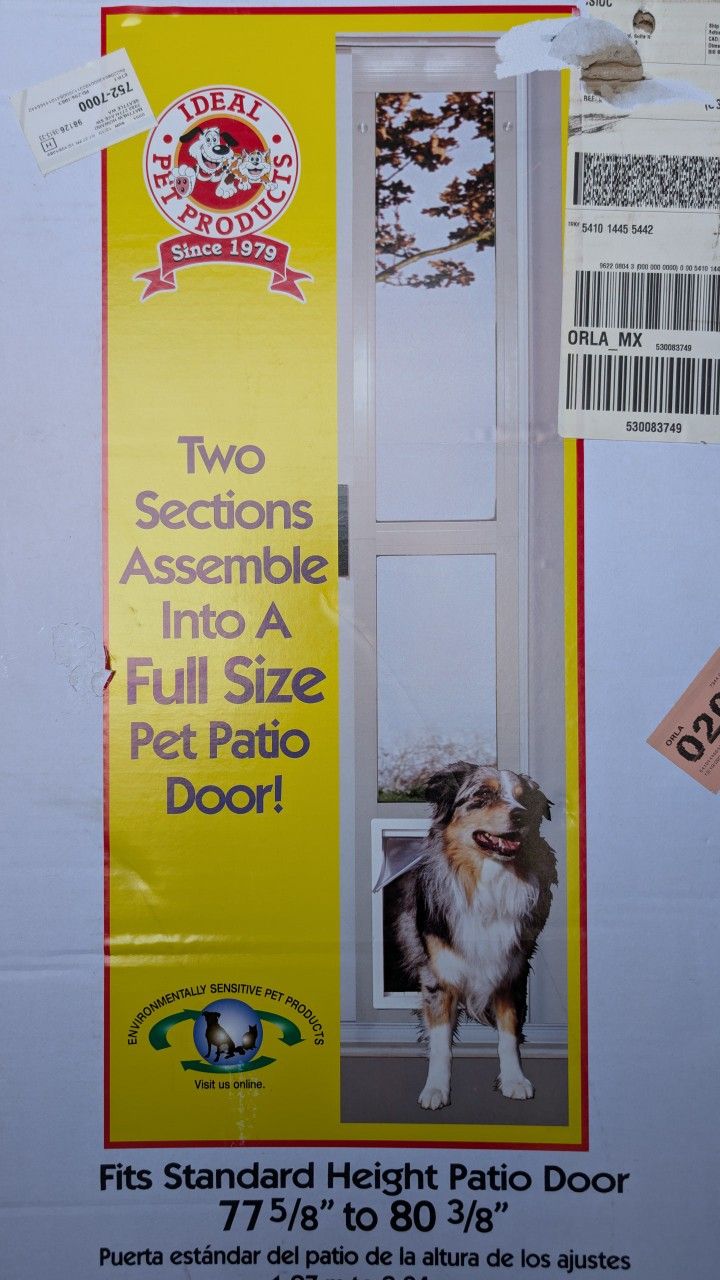 752-7000
98126
IDEAL
PET PRODUCTS
Since 1979
Two
Sections
Assemble
Into A
Full Size
Pet Patio
Door!
ENVIRONMENTALLY SENSITIVE PET PRODUCTS
Visit us online.
5410 1445 5442
ORLA_MX
530083749
530083749
ORLA
020
Fits Standard Height Patio Door
77 5/8" to 80 3/8"
Puerta estándar del patio de la altura de los ajustes